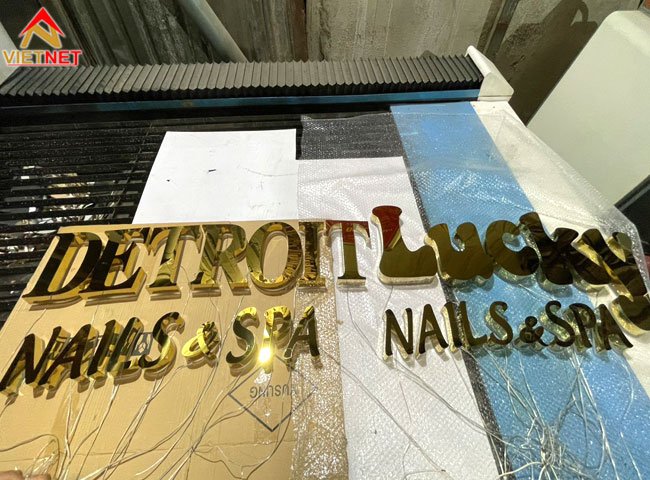 VIETNET
DETROIT
NAILS & SPA
Lucky
NAILS & SPA